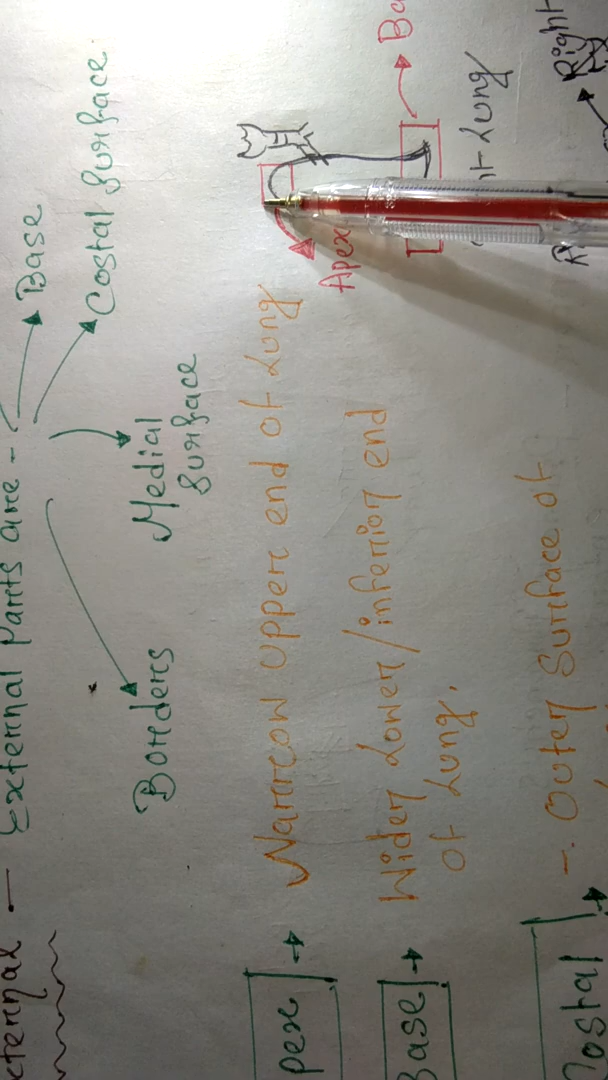 External - External Parts are -
Base
Costal Surface
Medial
Surface
Borders
Apex → Narrow Upper end of Lung
Apex
Base → Wider Lower/inferior end
of Lung.
Lung
Right
Costal → - Outer Surface of